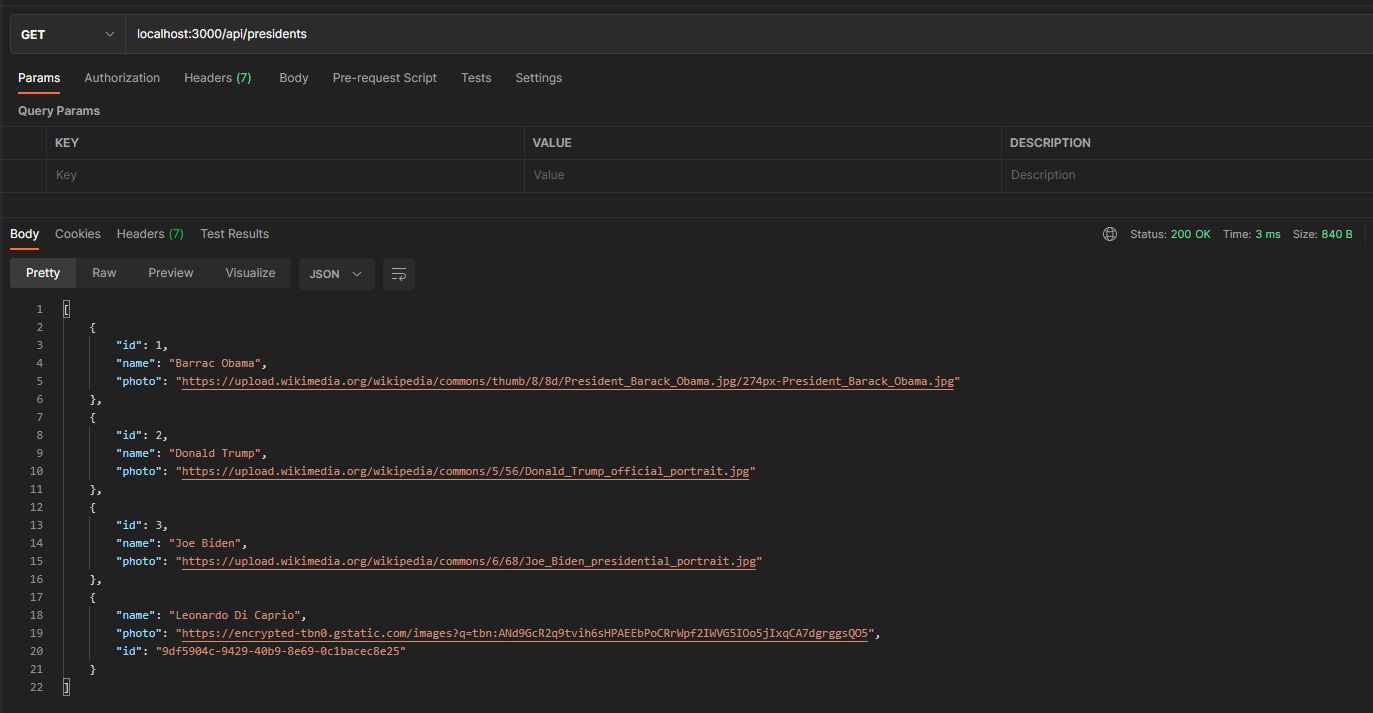 GET localhost:3000/api/presidents
Params Authorization Headers (7) Body Pre-request Script Tests Settings
Query Params
KEY VALUE DESCRIPTION
Key Value Description
Body Cookies Headers (7) Test Results Status: 200 OK Time: 3 ms Size: 840 B
Pretty Raw Preview Visualize JSON
1 [
2 {
3 "id": 1,
4 "name": "Barrac Obama",
5 "photo": "https://upload.wikimedia.org/wikipedia/commons/thumb/8/8d/President_Barack_Obama.jpg/274px-President_Barack_Obama.jpg"
6 },
7 {
8 "id": 2,
9 "name": "Donald Trump",
10 "photo": "https://upload.wikimedia.org/wikipedia/commons/5/56/Donald_Trump_official_portrait.jpg"
11 },
12 {
13 "id": 3,
14 "name": "Joe Biden",
15 "photo": "https://upload.wikimedia.org/wikipedia/commons/6/68/Joe_Biden_presidential_portrait.jpg"
16 },
17 {
18 "name": "Leonardo Di Caprio",
19 "photo": "https://encrypted-tbn0.gstatic.com/images?q=tbn:ANd9GcR2q9tvih6sHPAEEbPoCRrWpf2IWVG5IOo5jIxqCA7dgrggsQO5",
20 "id": "9df5904c-9429-40b9-8e69-0c1bacec8e25"
21 }
22 ]